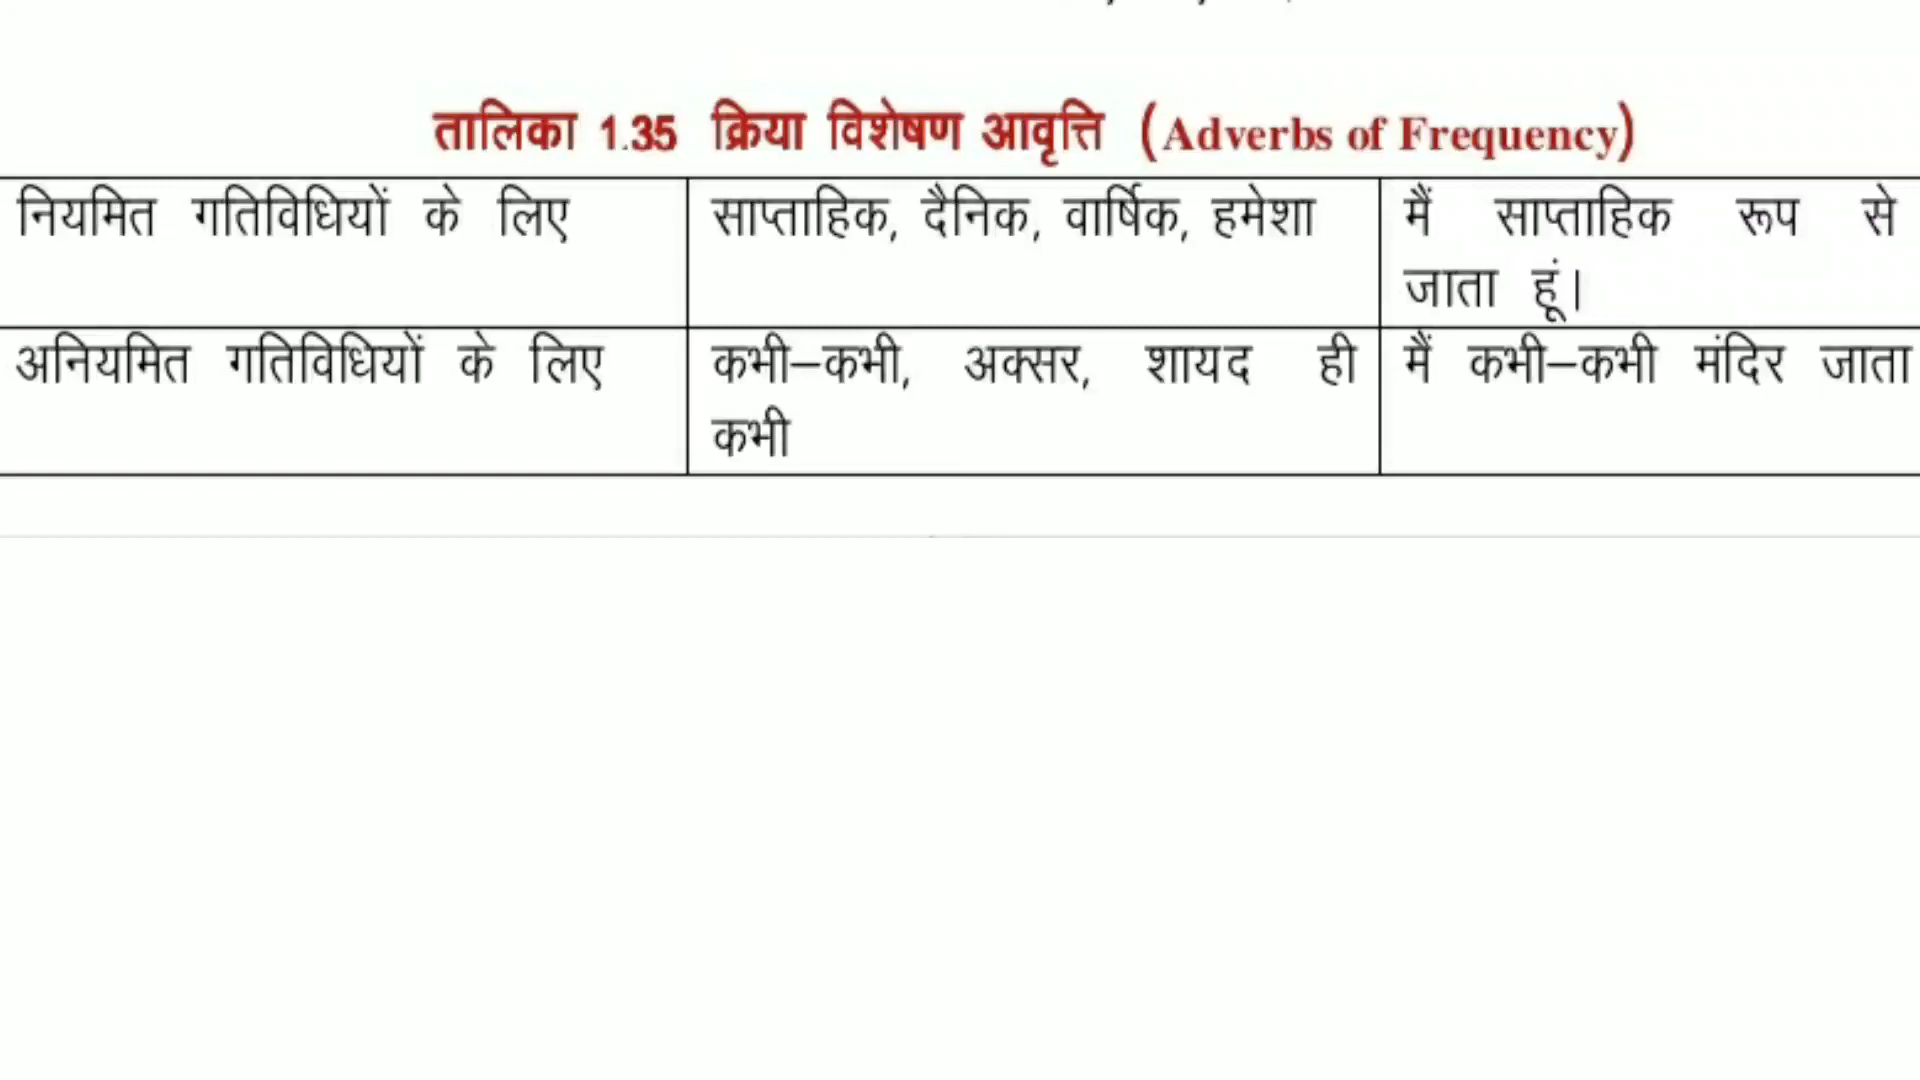 तालिका 1.35 क्रिया विशेषण आवृत्ति (Adverbs of Frequency)
नियमित गतिविधियों के लिए
साप्ताहिक, दैनिक, वार्षिक, हमेशा
मैं साप्ताहिक रूप से
जाता हूं।
अनियमित गतिविधियों के लिए
कभी–कभी, अक्सर, शायद ही
कभी
मैं कभी–कभी मंदिर जाता